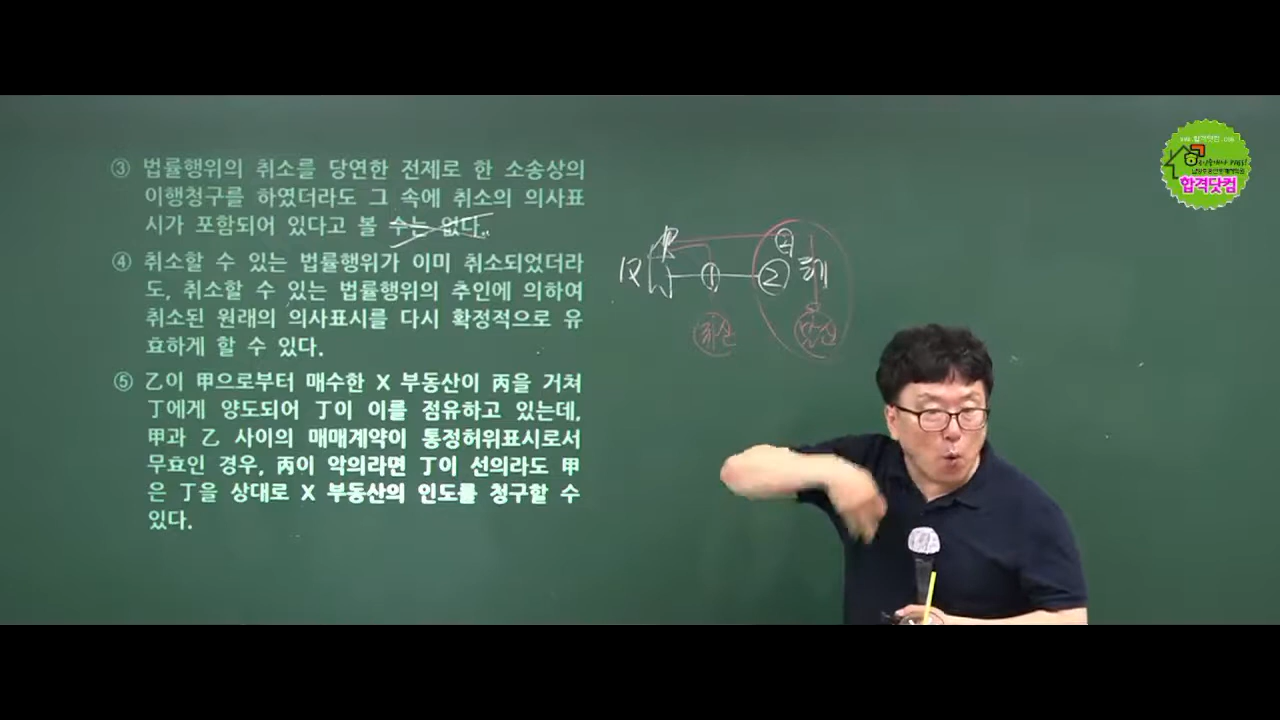 ③ 법률행위의 취소를 당연한 전제로 한 소송상의
이행청구를 하였더라도 그 속에 취소의 의사표
시가 포함되어 있다고 볼 수는 없다.
④ 취소할 수 있는 법률행위가 이미 취소되었더라
도, 취소할 수 있는 법률행위의 추인에 의하여
취소된 원래의 의사표시를 다시 확정적으로 유
효하게 할 수 있다.
⑤ 乙이 甲으로부터 매수한 X 부동산이 丙을 거쳐
丁에게 양도되어 丁이 이를 점유하고 있는데,
甲과 乙 사이의 매매계약이 통정허위표시로서
무효인 경우, 丙이 악의라면 丁이 선의라도 甲
은 丁을 상대로 X 부동산의 인도를 청구할 수
있다.
① ②
합격닷컴